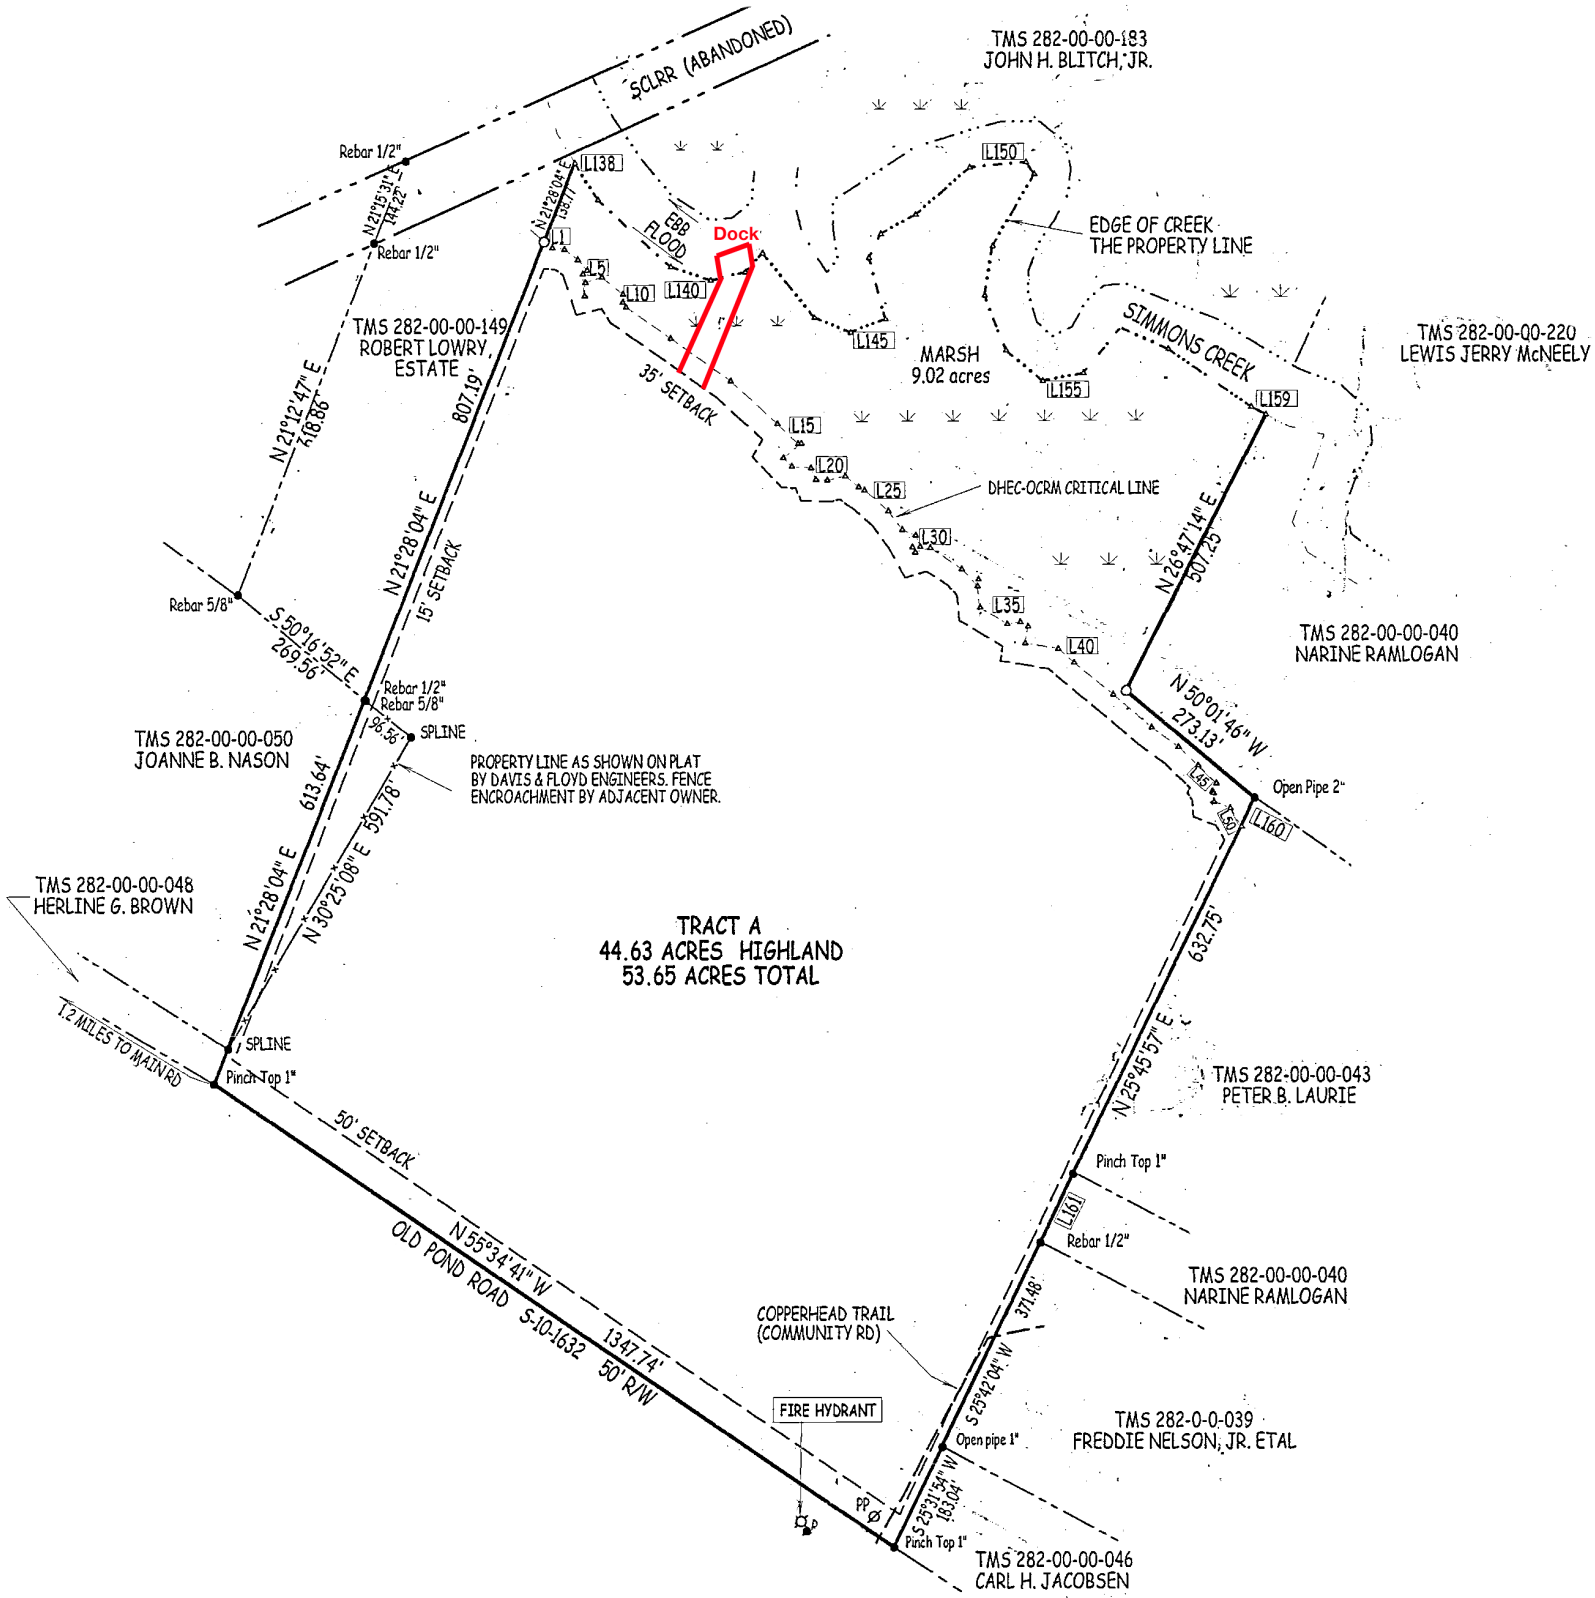 TMS 282-00-00-183
JOHN H. BLITCH, JR.
SCLRR (ABANDONED)
Rebar 1/2"
N 21°15'31" E
144.22'
Rebar 1/2"
N 21°28'04" E
138.77'
L138
L1
L5
L10
EBB
FLOOD
Dock
L140
L145
L150
L155
L159
EDGE OF CREEK
THE PROPERTY LINE
SIMMONS CREEK
MARSH
9.02 acres
TMS 282-00-00-220
LEWIS JERRY McNEELY
TMS 282-00-00-149
ROBERT LOWRY
ESTATE
N 21°12'47" E
718.86'
807.19'
N 21°28'04" E
15' SETBACK
35' SETBACK
L15
L20
L25
L30
L35
L40
L45
L50
DHEC-OCRM CRITICAL LINE
N 26°47'14" E
507.25'
TMS 282-00-00-040
NARINE RAMLOGAN
N 50°01'46" W
273.13'
Open Pipe 2"
L160
Rebar 5/8"
S 50°16'52" E
269.56'
Rebar 1/2"
Rebar 5/8"
96.56'
SPLINE
TMS 282-00-00-050
JOANNE B. NASON
PROPERTY LINE AS SHOWN ON PLAT
BY DAVIS & FLOYD ENGINEERS. FENCE
ENCROACHMENT BY ADJACENT OWNER.
613.64'
N 21°28'04" E
591.78'
N 30°25'08" E
TMS 282-00-00-048
HERLINE G. BROWN
1.2 MILES TO MAIN RD
SPLINE
Pinch Top 1"
TRACT A
44.63 ACRES HIGHLAND
53.65 ACRES TOTAL
632.75'
N 25°45'57" E
TMS 282-00-00-043
PETER B. LAURIE
Pinch Top 1"
L161
Rebar 1/2"
TMS 282-00-00-040
NARINE RAMLOGAN
50' SETBACK
N 55°34'41" W
1347.74'
OLD POND ROAD S-10-1632 50' R/W
COPPERHEAD TRAIL
(COMMUNITY RD)
371.48'
S 25°42'04" W
FIRE HYDRANT
TMS 282-0-0-039
FREDDIE NELSON, JR. ETAL
Open pipe 1"
S 25°31'54" W
183.04'
PP
Pinch Top 1"
TMS 282-00-00-046
CARL H. JACOBSEN